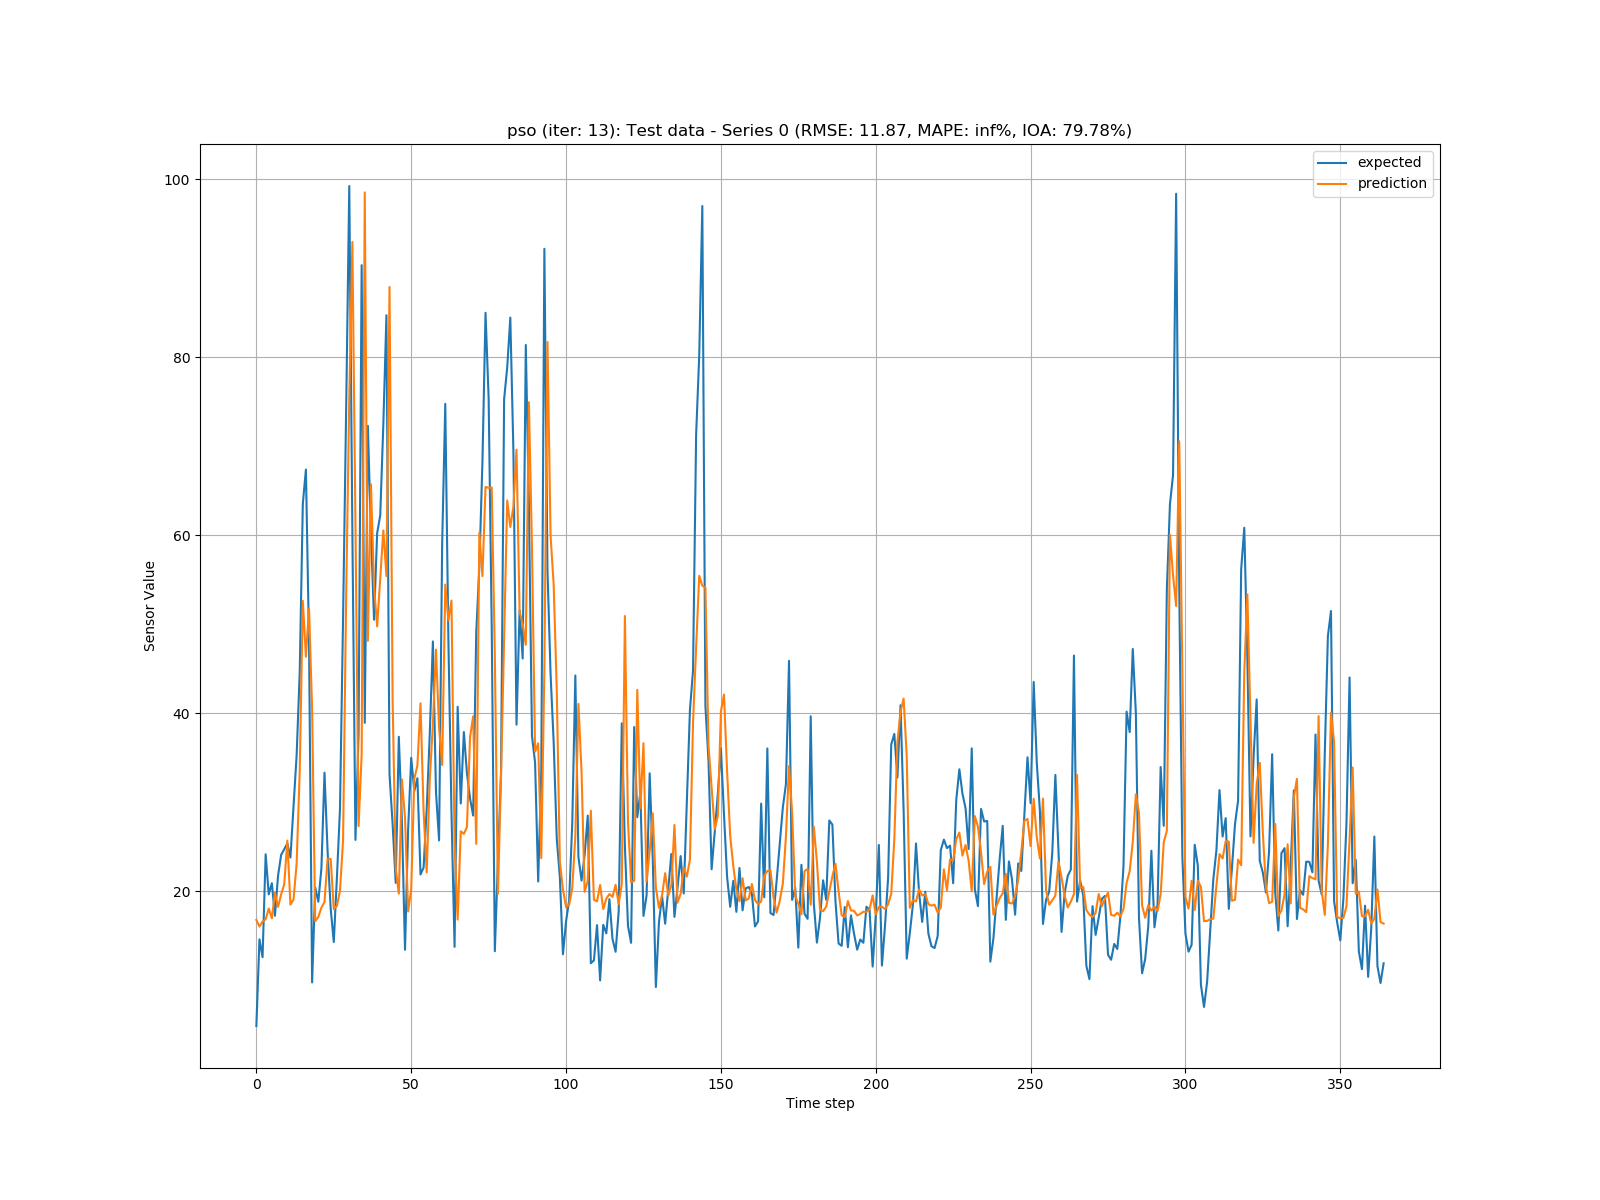 pso (iter: 13): Test data - Series 0 (RMSE: 11.87, MAPE: inf%, IOA: 79.78%)
expected
prediction
100
80
60
40
20
Sensor Value
0 50 100 150 200 250 300 350
Time step